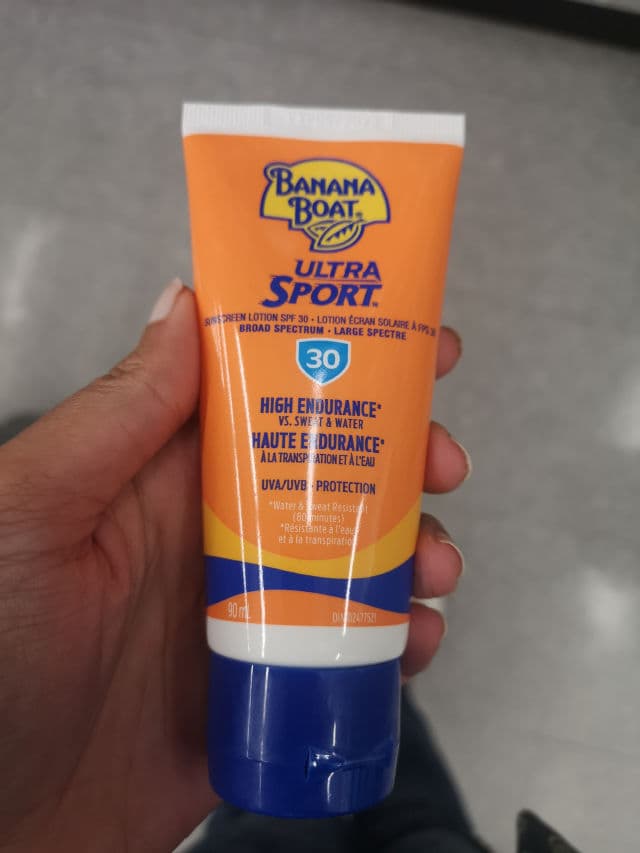 BANANA
BOAT
ULTRA
SPORT
SUNSCREEN LOTION SPF 30 • LOTION ÉCRAN SOLAIRE À FPS 30
BROAD SPECTRUM • LARGE SPECTRE
30
HIGH ENDURANCE*
VS. SWEAT & WATER
HAUTE ENDURANCE*
À LA TRANSPIRATION ET À L'EAU
UVA/UVB • PROTECTION
*Water & Sweat Resistant
(80 minutes)
*Résistante à l'eau
et à la transpiration
90 mL
DIN 02477521